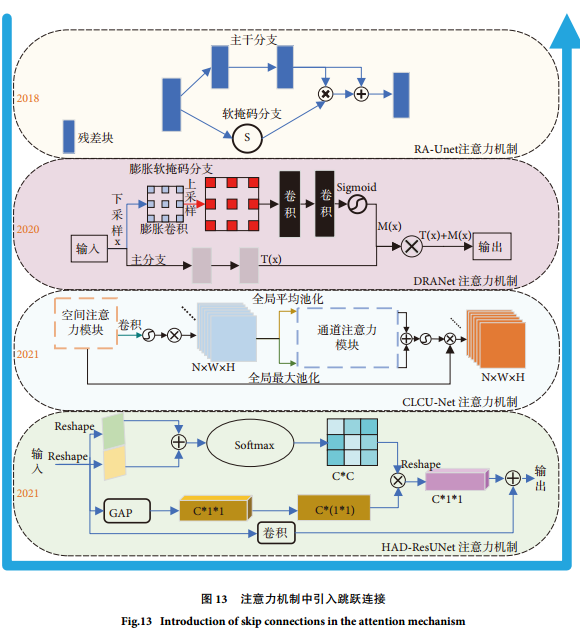 主干分支
2018
软掩码分支
S
残差块
RA-Unet注意力机制
膨胀软掩码分支
下采样
x
上采样
膨胀卷积
卷积
卷积
Sigmoid
M(x)
2020
输入
主分支
T(x)
T(x)+M(x)
输出
DRANet 注意力机制
空间注意力模块
卷积
全局平均池化
通道注意力模块
2021
N×W×H
全局最大池化
N×W×H
CLCU-Net 注意力机制
Reshape
输入
Reshape
Softmax
C*C
Reshape
C*1*1
输出
2021
GAP
C*1*1
C*(1*1)
卷积
HAD-ResUNet 注意力机制
图 13 注意力机制中引入跳跃连接
Fig.13 Introduction of skip connections in the attention mechanism